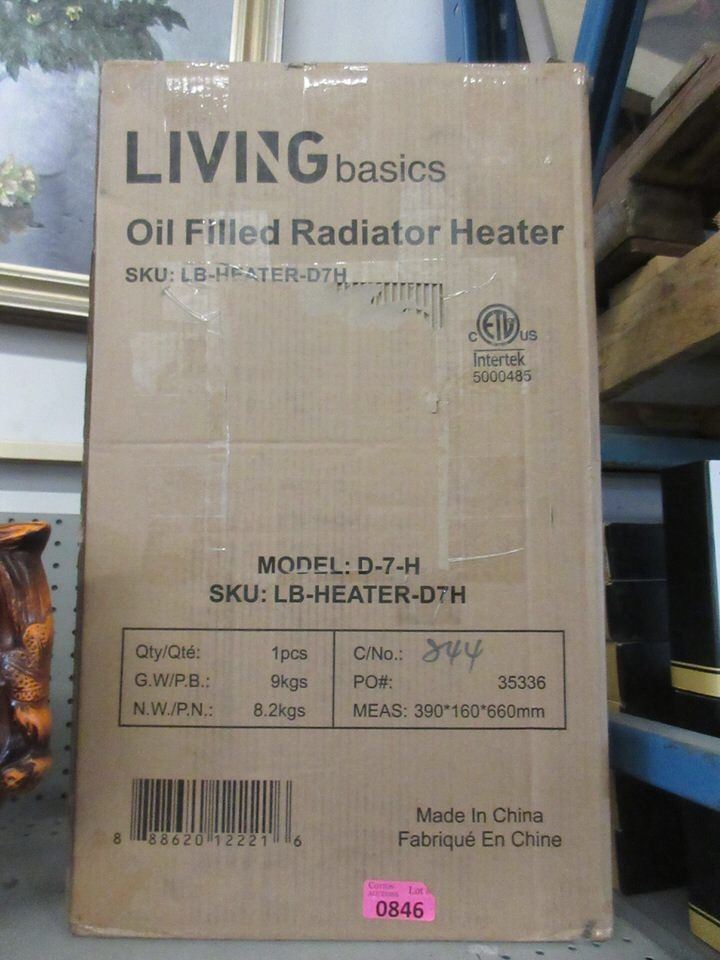 LIVING basics
Oil Filled Radiator Heater
SKU: LB-HEATER-D7H
C ETL US
Intertek
5000485
MODEL: D-7-H
SKU: LB-HEATER-D7H
Qty/Qté: 1pcs
C/No.: 844
G.W/P.B.: 9kgs
PO#: 35336
N.W./P.N.: 8.2kgs
MEAS: 390*160*660mm
8 88620 12221 6
Made In China
Fabriqué En Chine
COTTON AUCTIONS Lot #
0846